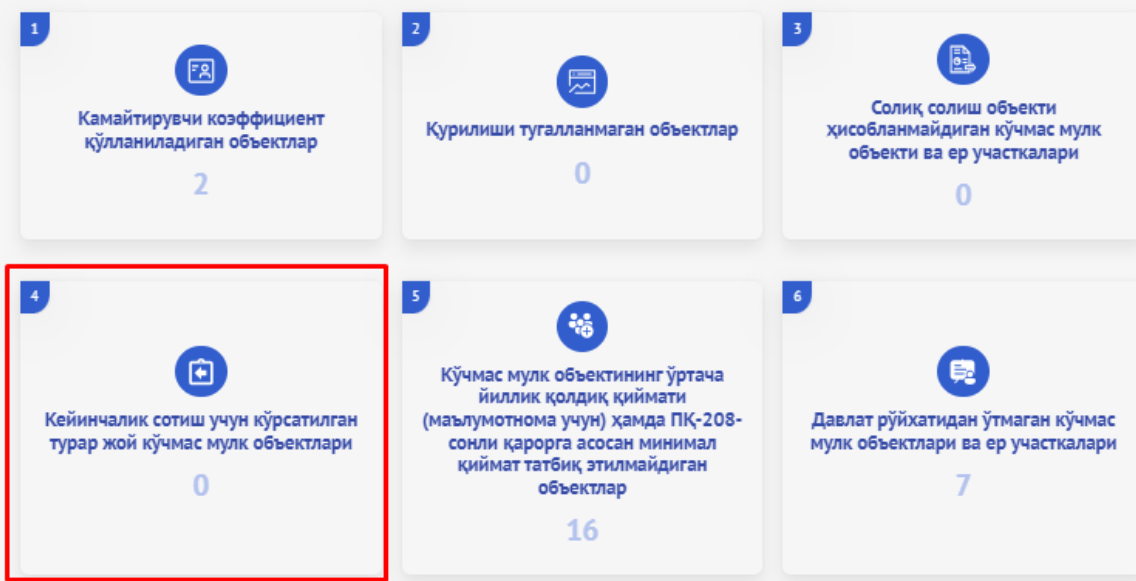 1
Камайтирувчи коэффициент
қўлланиладиган объектлар
2
2
Қурилиши тугалланмаган объектлар
0
3
Солиқ солиш объекти
ҳисобланмайдиган кўчмас мулк
объекти ва ер участкалари
0
4
Кейинчалик сотиш учун кўрсатилган
турар жой кўчмас мулк объектлари
0
5
Кўчмас мулк объектининг ўртача
йиллик қолдиқ қиймати
(маълумотнома учун) ҳамда ПҚ-208-
сонли қарорга асосан минимал
қиймат татбиқ этилмайдиган
объектлар
16
6
Давлат рўйхатидан ўтмаган кўчмас
мулк объектлари ва ер участкалари
7